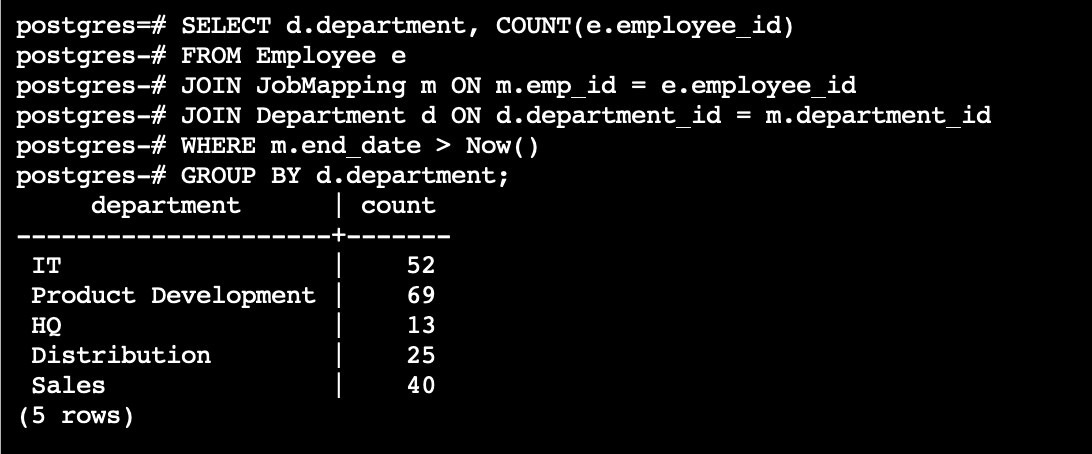 postgres=# SELECT d.department, COUNT(e.employee_id)
postgres-# FROM Employee e
postgres-# JOIN JobMapping m ON m.emp_id = e.employee_id
postgres-# JOIN Department d ON d.department_id = m.department_id
postgres-# WHERE m.end_date > Now()
postgres-# GROUP BY d.department;
     department      | count
---------------------+-------
 IT                  |    52
 Product Development |    69
 HQ                  |    13
 Distribution        |    25
 Sales               |    40
(5 rows)